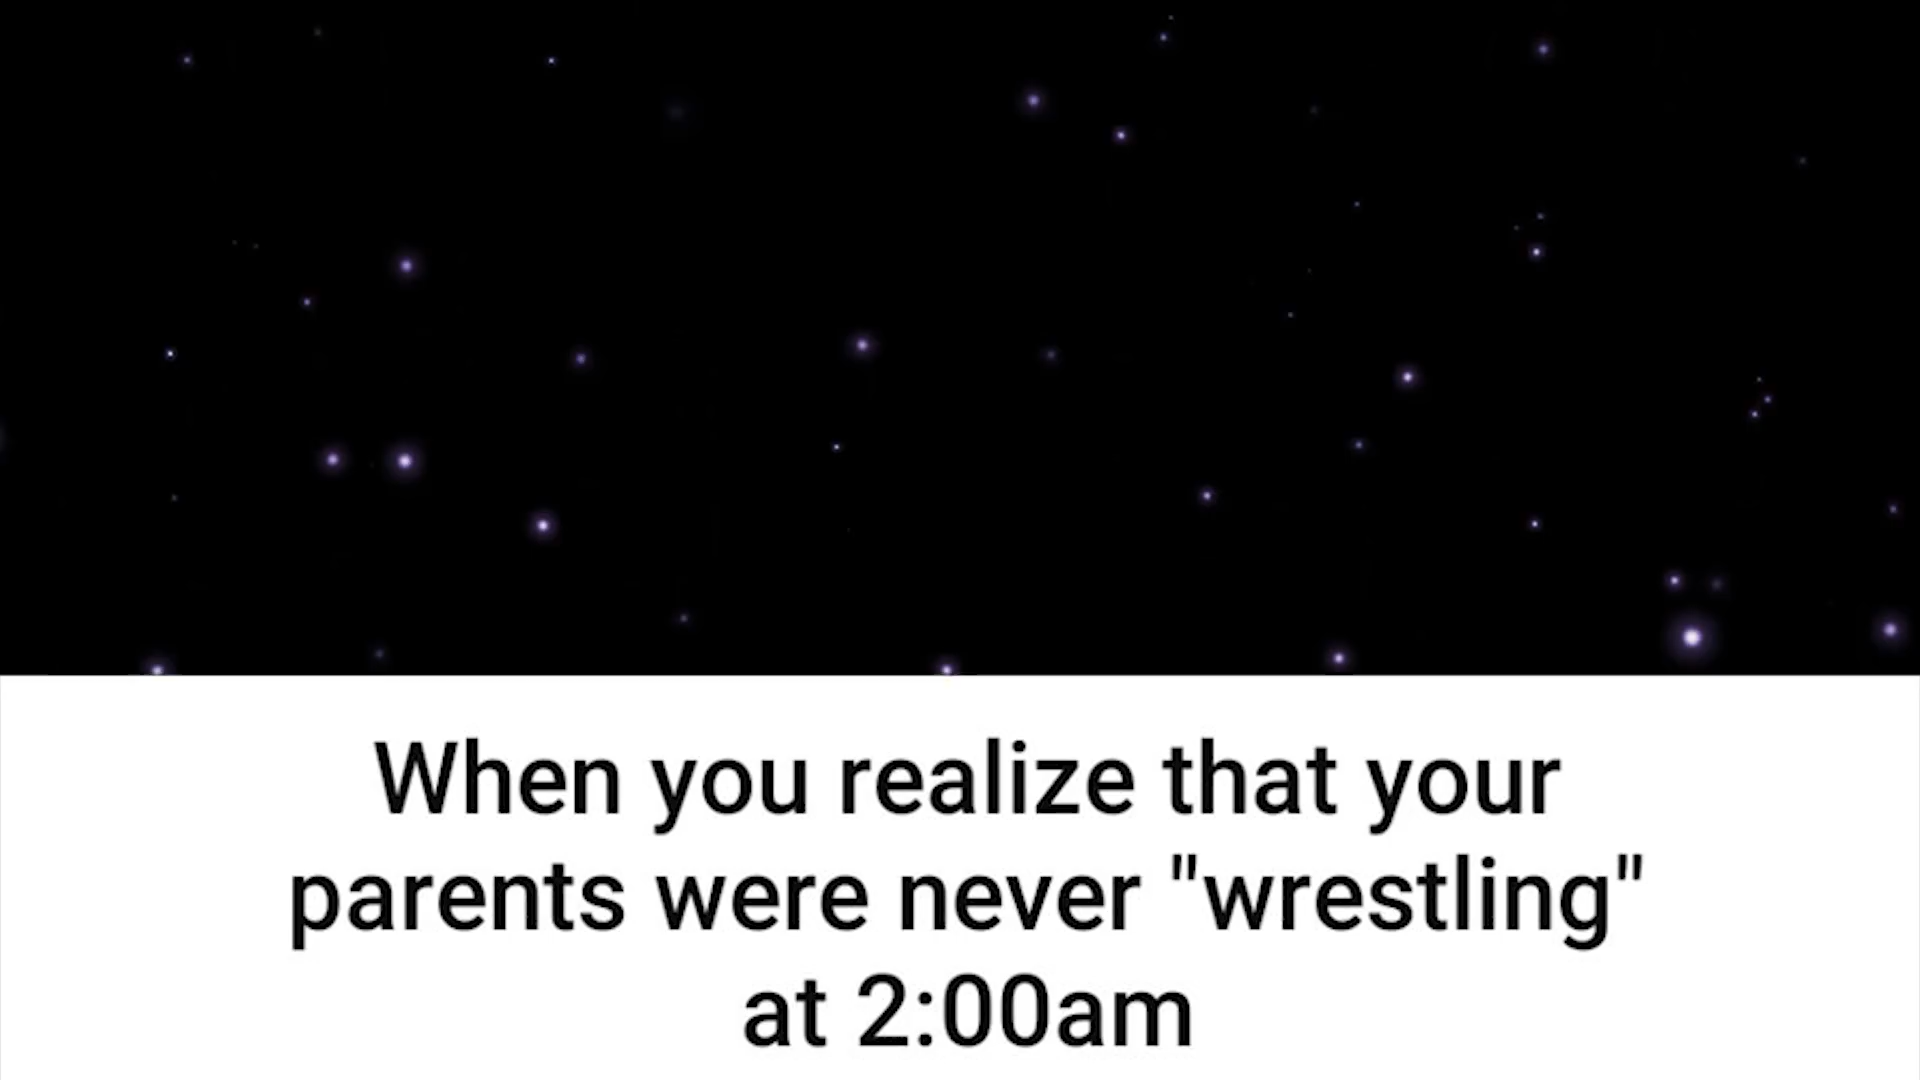 When you realize that your
parents were never "wrestling"
at 2:00am